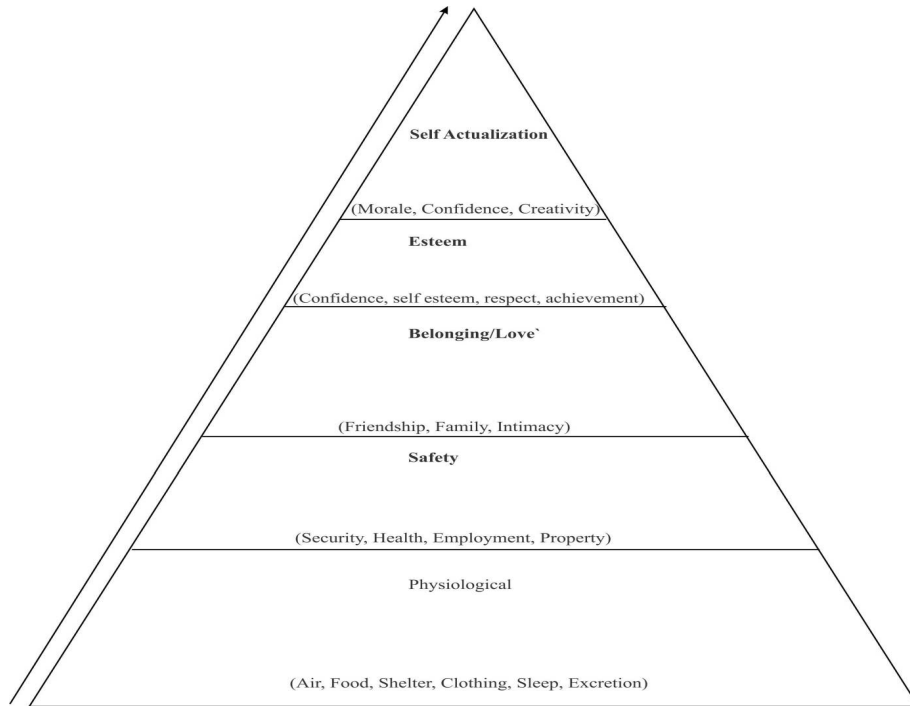 Self Actualization
(Morale, Confidence, Creativity)
Esteem
(Confidence, self esteem, respect, achievement)
Belonging/Love`
(Friendship, Family, Intimacy)
Safety
(Security, Health, Employment, Property)
Physiological
(Air, Food, Shelter, Clothing, Sleep, Excretion)